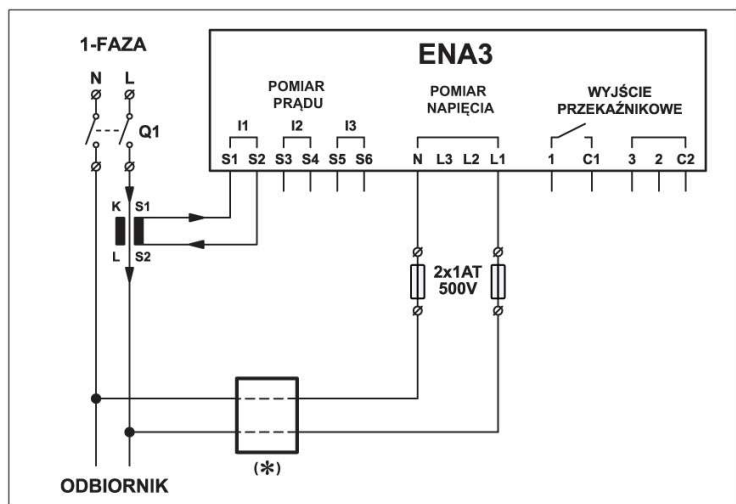 1-FAZA
N L
Q1
K S1
L S2
ENA3
POMIAR
PRĄDU
I1 I2 I3
S1 S2 S3 S4 S5 S6
POMIAR
NAPIĘCIA
N L3 L2 L1
WYJŚCIE
PRZEKAŹNIKOWE
1 C1 3 2 C2
2x1AT
500V
(*)
ODBIORNIK